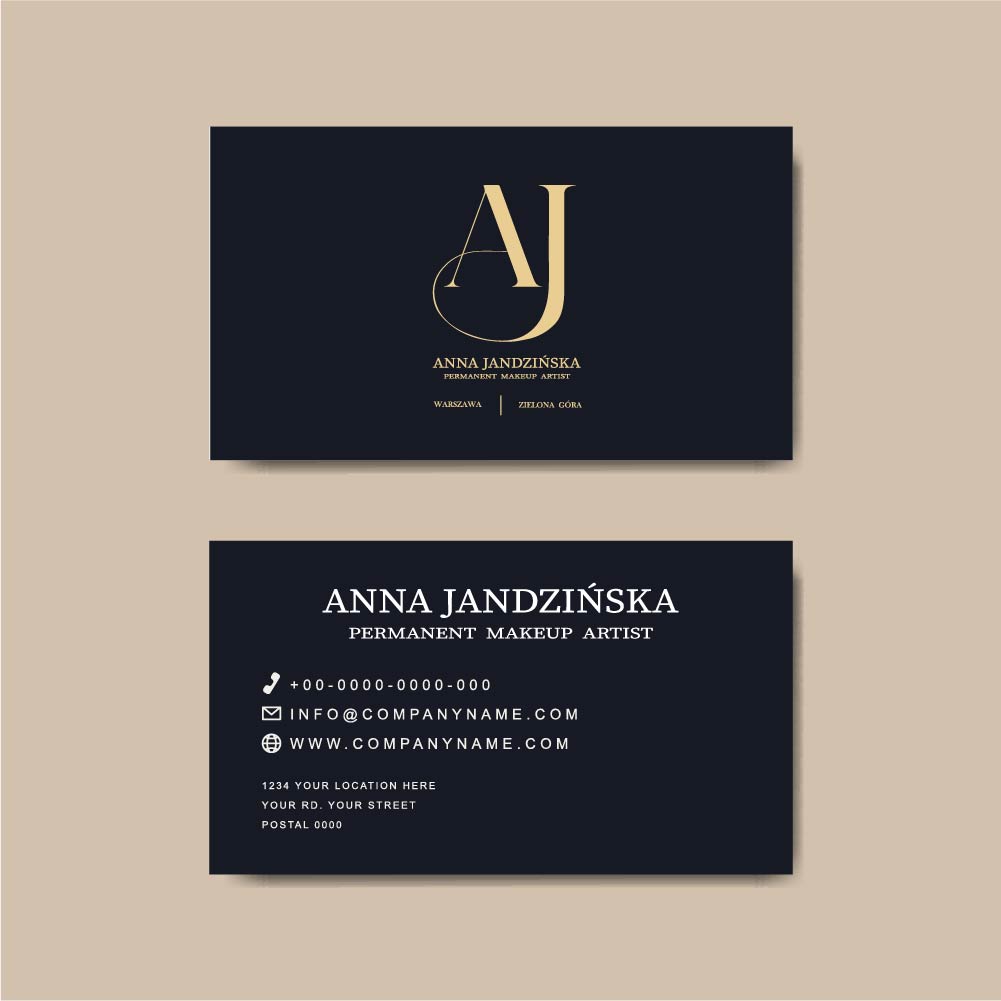 AJ
ANNA JANDZIŃSKA
PERMANENT MAKEUP ARTIST
WARSZAWA | ZIELONA GÓRA
ANNA JANDZIŃSKA
PERMANENT MAKEUP ARTIST
+00-0000-0000-000
INFO@COMPANYNAME.COM
WWW.COMPANYNAME.COM
1234 YOUR LOCATION HERE
YOUR RD. YOUR STREET
POSTAL 0000